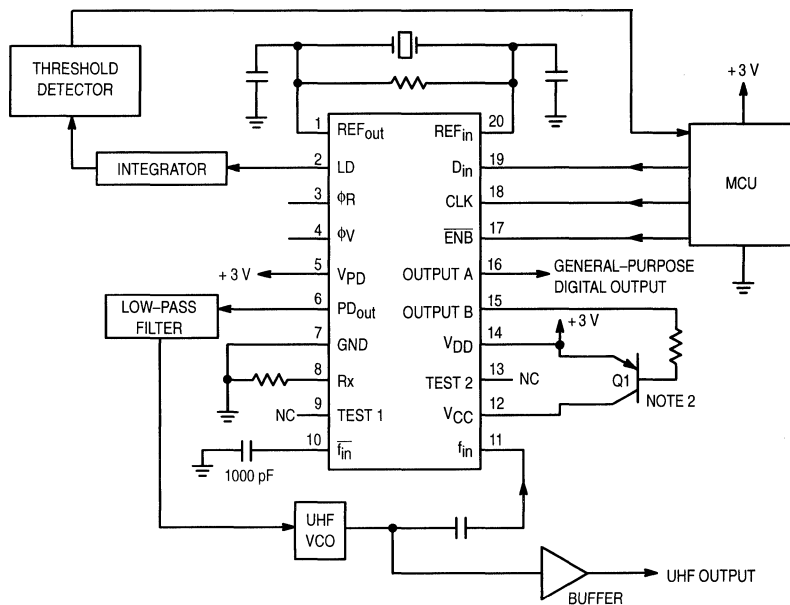 THRESHOLD
DETECTOR
INTEGRATOR
+3 V
MCU
1
REFout
REFin
20
2
LD
Din
19
3
ϕR
CLK
18
4
ϕV
ENB
17
+3 V
5
VPD
OUTPUT A
16
GENERAL–PURPOSE
DIGITAL OUTPUT
LOW–PASS
FILTER
6
PDout
OUTPUT B
15
+3 V
7
GND
VDD
14
8
Rx
TEST 2
13
NC
Q1
NOTE 2
NC
9
TEST 1
VCC
12
10
fin
fin
11
1000 pF
UHF
VCO
BUFFER
UHF OUTPUT